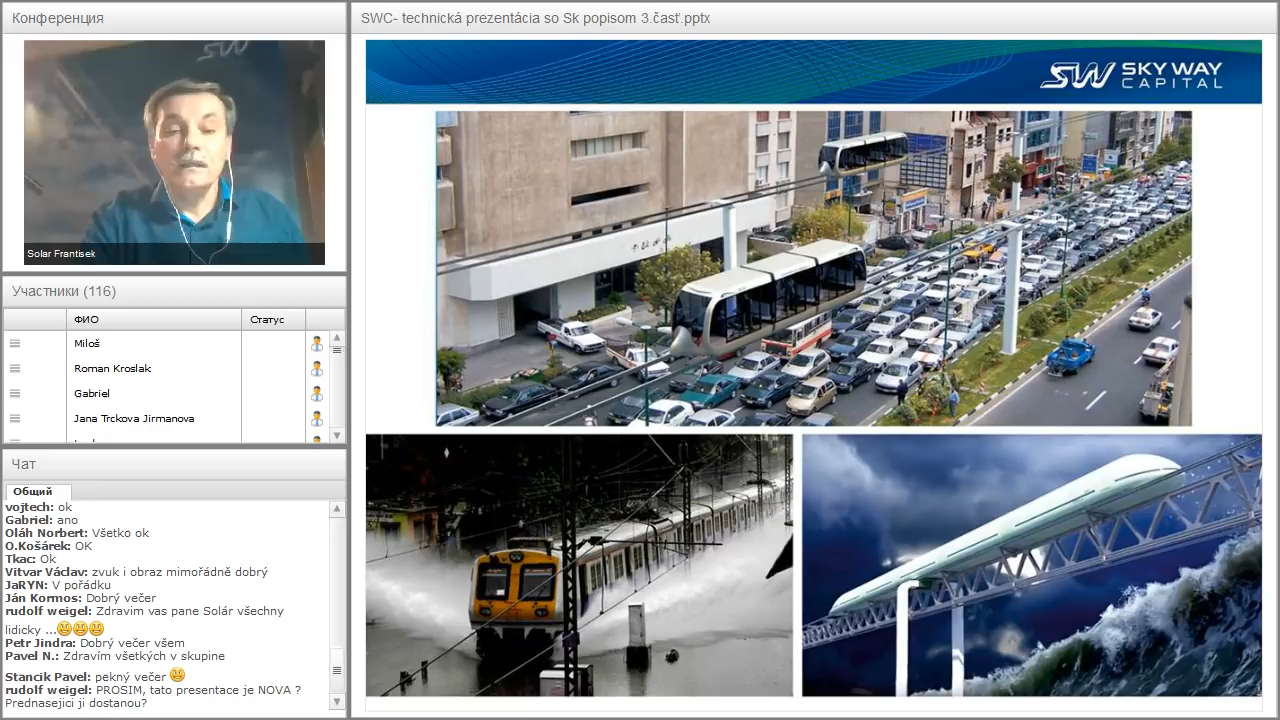 Конференция
Solar Frantisek
Участники (116)
ФИО
Статус
Miloš
Roman Kroslak
Gabriel
Jana Trckova Jirmanova
Чат
Общий
vojtech: ok
Gabriel: ano
Oláh Norbert: Všetko ok
O.Košárek: OK
Tkac: Ok
Vitvar Václav: zvuk i obraz mimořádně dobrý
JaRYN: V pořádku
Ján Kormos: Dobrý večer
rudolf weigel: Zdravim vas pane Solár všechny
lidicky ...
Petr Jindra: Dobrý večer všem
Pavel N.: Zdravím všetkých v skupine
Stancik Pavel: pekný večer
rudolf weigel: PROSIM, tato presentace je NOVA ?
Prednasejici ji dostanou?
SWC- technická prezentácia so Sk popisom 3.časť.pptx
SW SKY WAY
CAPITAL